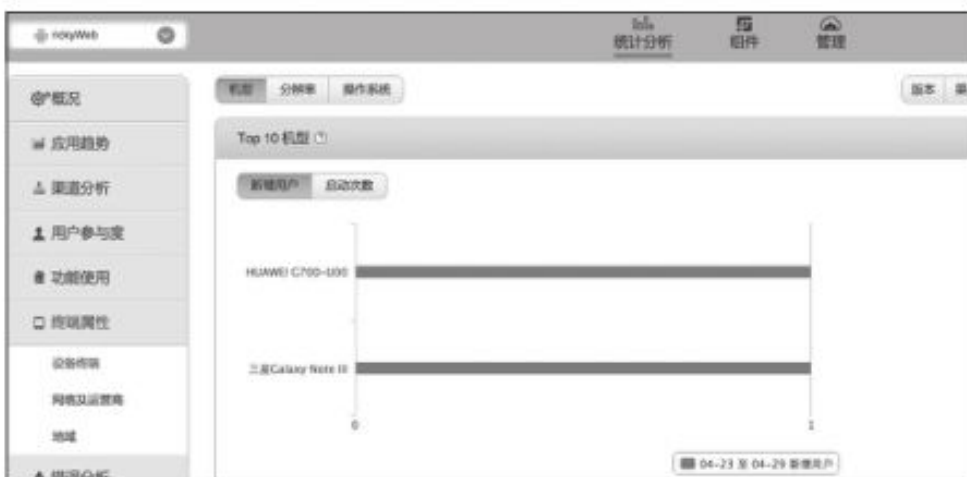 统计分析 组件 管理
概况
应用趋势
渠道分析
用户参与度
功能使用
终端属性
设备终端
网络及运营商
地域
错误分析
机型 分辨率 操作系统
版本
Top 10 机型
新增用户 启动次数
HUAWEI C700-U00
三星Galaxy Note III
0 1
04-23 至 04-29 新增用户